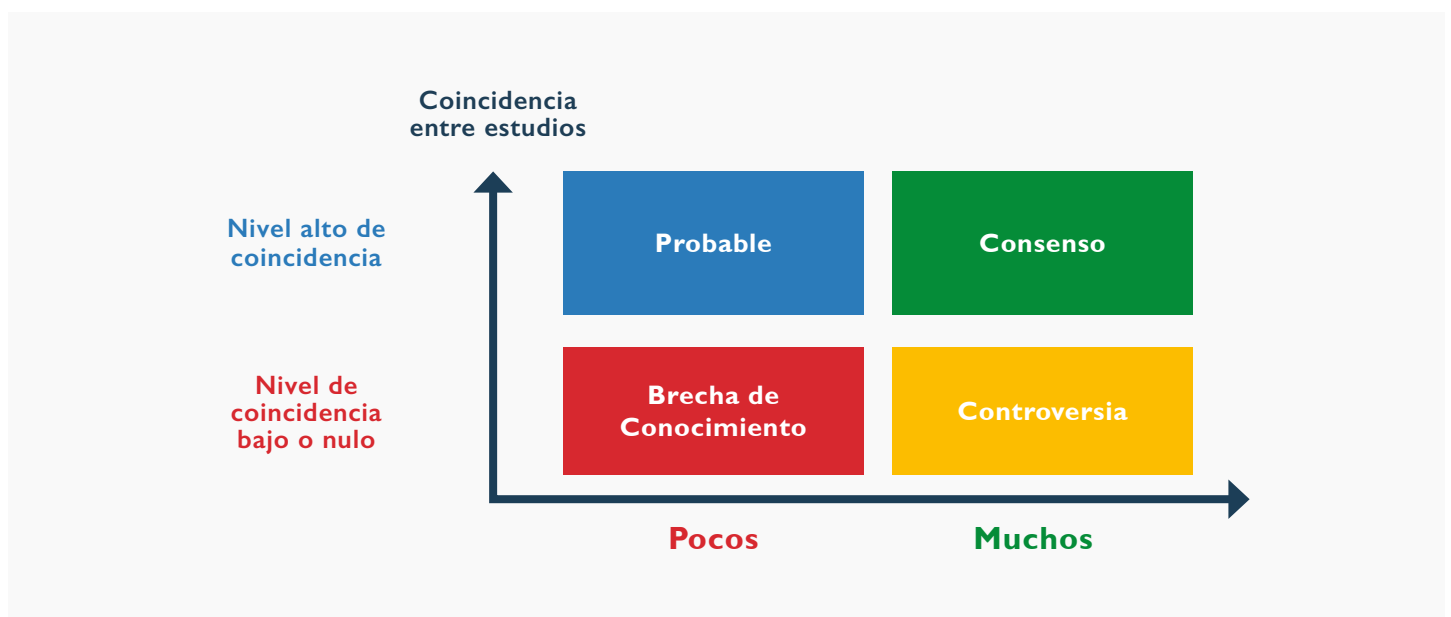 Coincidencia
entre estudios
Nivel alto de
coincidencia
Probable
Consenso
Nivel de
coincidencia
bajo o nulo
Brecha de
Conocimiento
Controversia
Pocos
Muchos